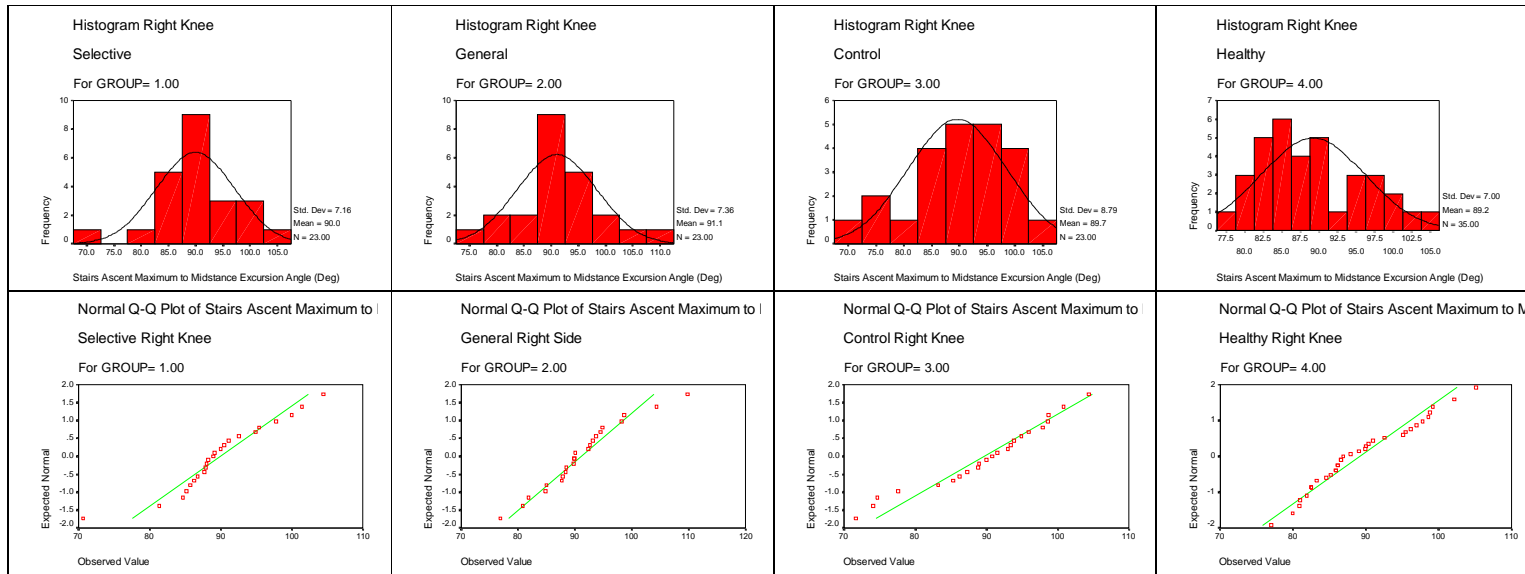 Histogram Right Knee
Selective
For GROUP= 1.00
10
8
6
4
2
0
Frequency
70.0 75.0 80.0 85.0 90.0 95.0 100.0 105.0
Std. Dev = 7.16
Mean = 90.0
N = 23.00
Stairs Ascent Maximum to Midstance Excursion Angle (Deg)
Histogram Right Knee
General
For GROUP= 2.00
10
8
6
4
2
0
Frequency
75.0 80.0 85.0 90.0 95.0 100.0 105.0 110.0
Std. Dev = 7.36
Mean = 91.1
N = 23.00
Stairs Ascent Maximum to Midstance Excursion Angle (Deg)
Histogram Right Knee
Control
For GROUP= 3.00
6
5
4
3
2
1
0
Frequency
70.0 75.0 80.0 85.0 90.0 95.0 100.0 105.0
Std. Dev = 8.79
Mean = 89.7
N = 23.00
Stairs Ascent Maximum to Midstance Excursion Angle (Deg)
Histogram Right Knee
Healthy
For GROUP= 4.00
7
6
5
4
3
2
1
0
Frequency
77.5 82.5 87.5 92.5 97.5 102.5
80.0 85.0 90.0 95.0 100.0 105.0
Std. Dev = 7.00
Mean = 89.2
N = 35.00
Stairs Ascent Maximum to Midstance Excursion Angle (Deg)
Normal Q-Q Plot of Stairs Ascent Maximum to
Selective Right Knee
For GROUP= 1.00
2.0
1.5
1.0
.5
0.0
-.5
-1.0
-1.5
-2.0
Expected Normal
70 80 90 100 110
Observed Value
Normal Q-Q Plot of Stairs Ascent Maximum to
General Right Side
For GROUP= 2.00
2.0
1.5
1.0
.5
0.0
-.5
-1.0
-1.5
-2.0
Expected Normal
70 80 90 100 110 120
Observed Value
Normal Q-Q Plot of Stairs Ascent Maximum to
Control Right Knee
For GROUP= 3.00
2.0
1.5
1.0
.5
0.0
-.5
-1.0
-1.5
-2.0
Expected Normal
70 80 90 100 110
Observed Value
Normal Q-Q Plot of Stairs Ascent Maximum to M
Healthy Right Knee
For GROUP= 4.00
2
1
0
-1
-2
Expected Normal
70 80 90 100 110
Observed Value